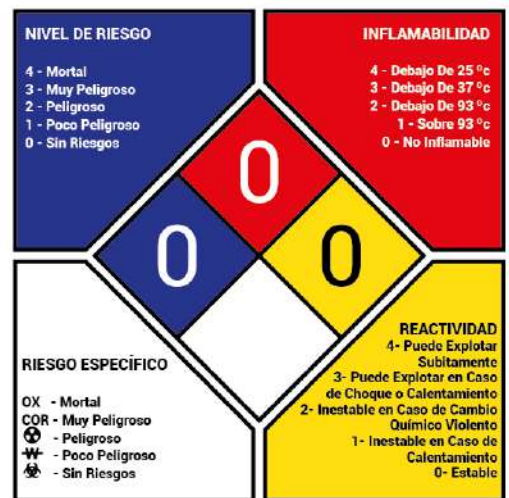 NIVEL DE RIESGO
4 - Mortal
3 - Muy Peligroso
2 - Peligroso
1 - Poco Peligroso
0 - Sin Riesgos
INFLAMABILIDAD
4 - Debajo De 25 ºc
3 - Debajo De 37 ºc
2 - Debajo De 93 ºc
1 - Sobre 93 ºc
0 - No Inflamable
0
0
0
RIESGO ESPECÍFICO
OX - Mortal
COR - Muy Peligroso
☢ - Peligroso
W - Poco Peligroso
☣ - Sin Riesgos
REACTIVIDAD
4- Puede Explotar
Subitamente
3- Puede Explotar en Caso
de Choque o Calentamiento
2- Inestable en Caso de Cambio
Químico Violento
1- Inestable en Caso de
Calentamiento
0- Estable